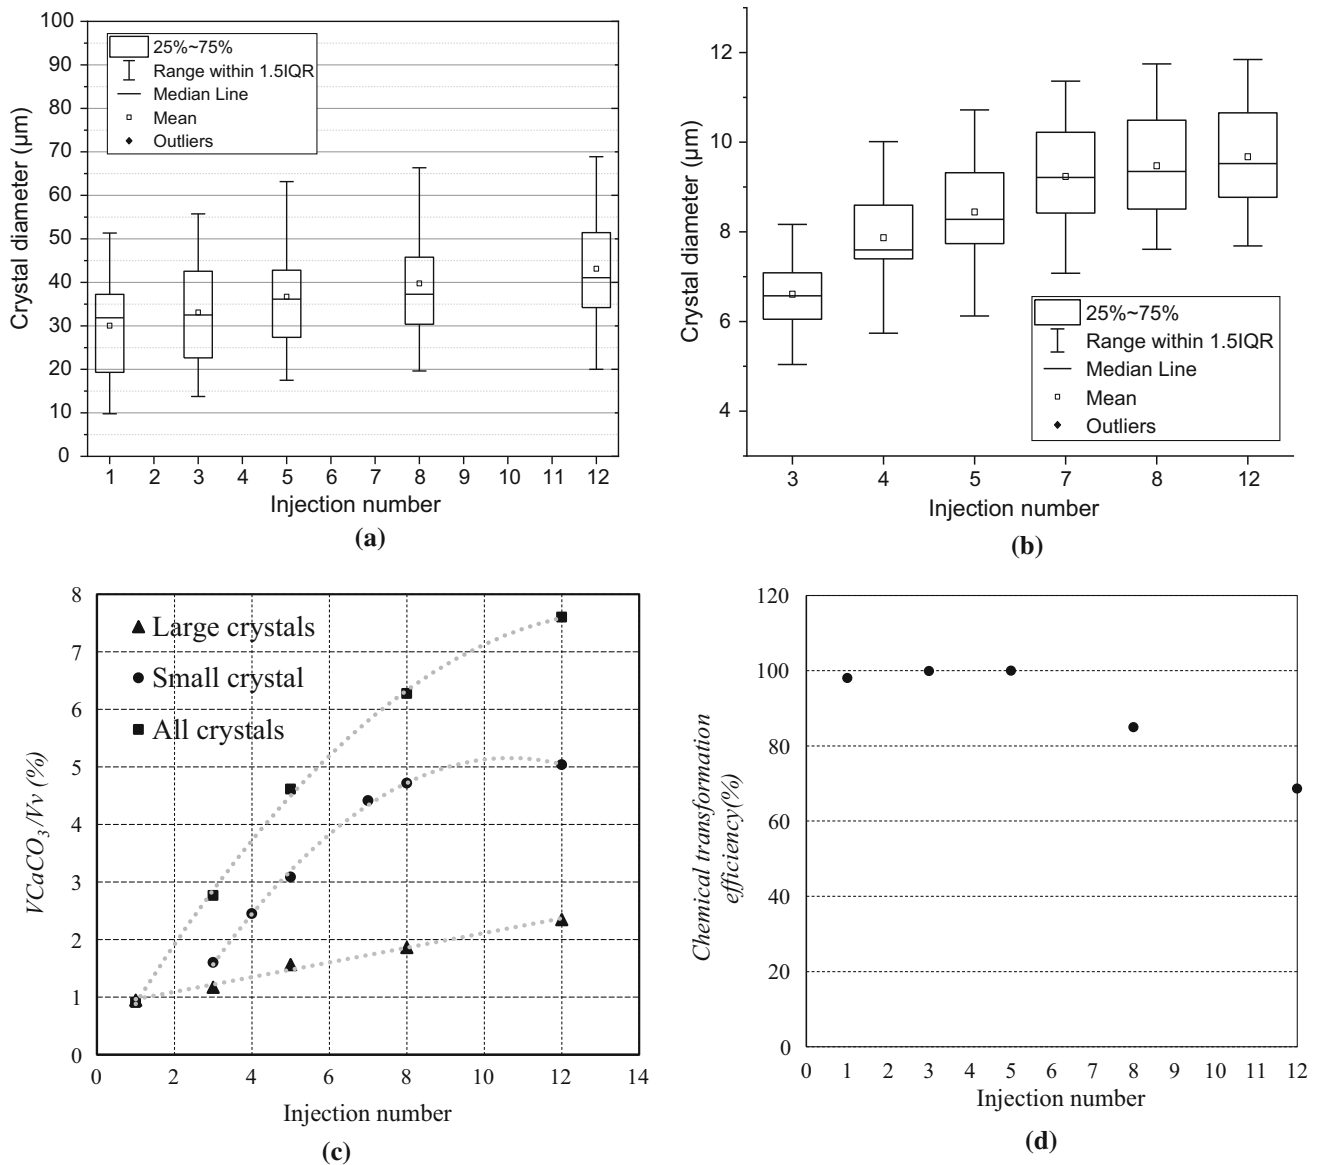 100
90
80
70
60
50
40
30
20
10
0
Crystal diameter (μm)
25%~75%
Range within 1.5IQR
Median Line
Mean
Outliers
1 2 3 4 5 6 7 8 9 10 11 12
Injection number
(a)
12
10
8
6
4
Crystal diameter (μm)
25%~75%
Range within 1.5IQR
Median Line
Mean
Outliers
3 4 5 7 8 12
Injection number
(b)
8
7
6
5
4
3
2
1
0
VCaCO3/Vv (%)
Large crystals
Small crystal
All crystals
0 2 4 6 8 10 12 14
Injection number
(c)
120
100
80
60
40
20
0
Chemical transformation
efficiency(%)
0 1 2 3 4 5 6 7 8 9 10 11 12
Injection number
(d)